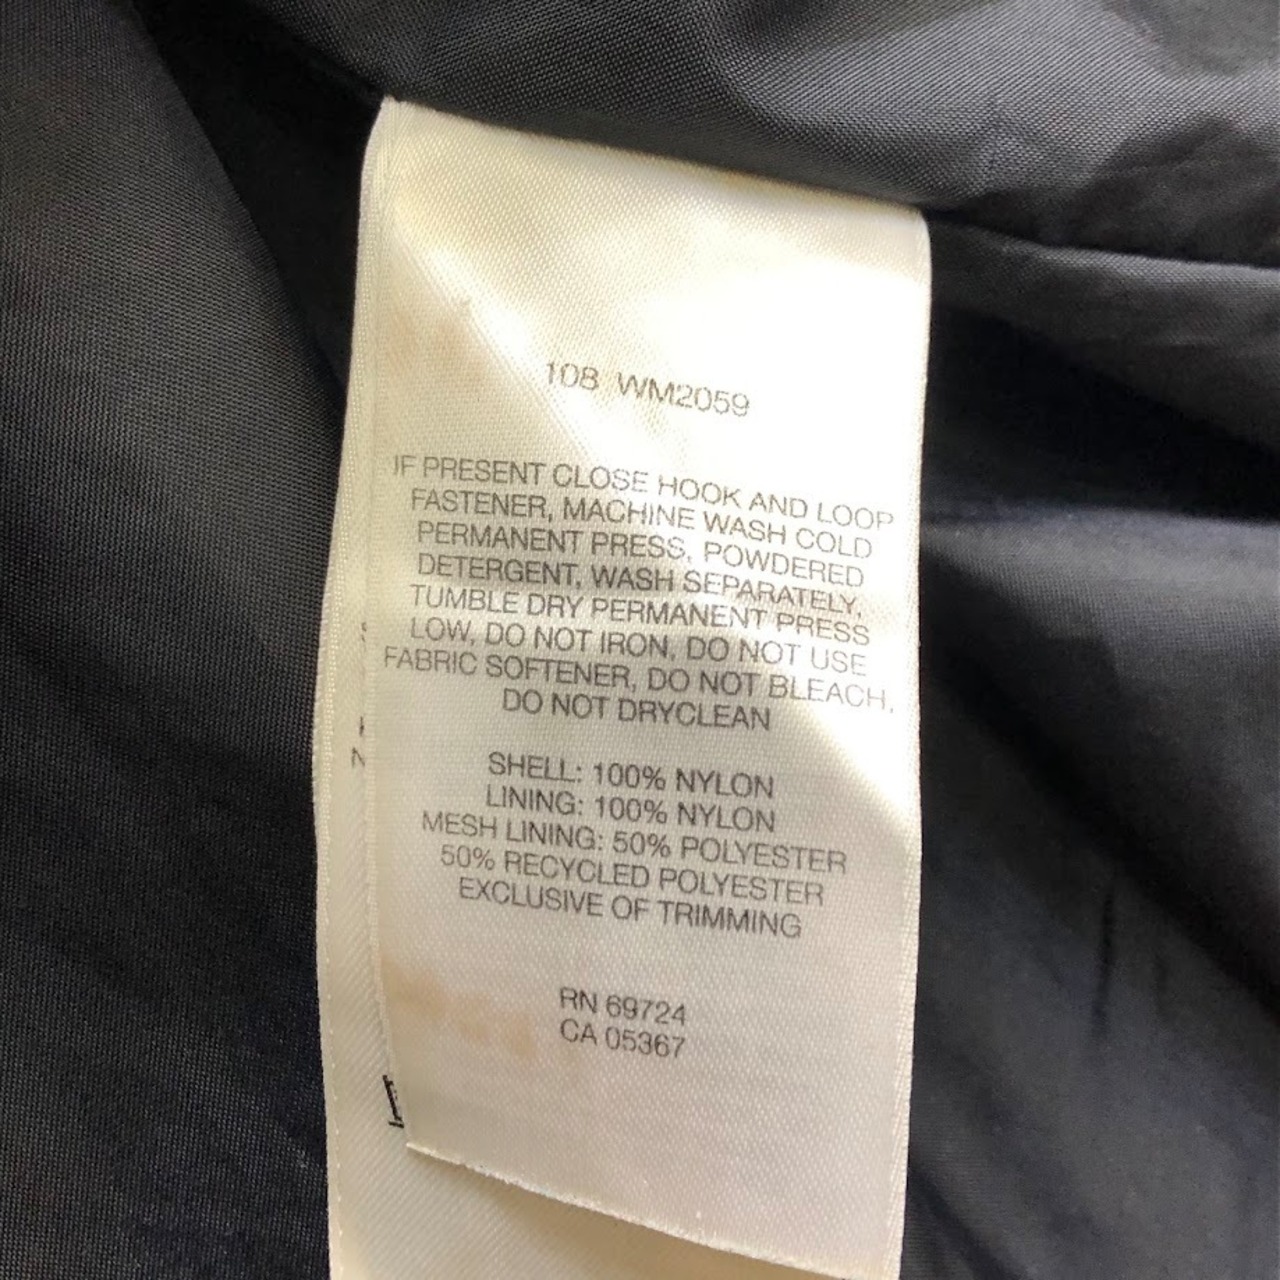 108 WM2059
IF PRESENT CLOSE HOOK AND LOOP
FASTENER, MACHINE WASH COLD
PERMANENT PRESS, POWDERED
DETERGENT, WASH SEPARATELY,
TUMBLE DRY PERMANENT PRESS
LOW, DO NOT IRON, DO NOT USE
FABRIC SOFTENER, DO NOT BLEACH,
DO NOT DRYCLEAN
SHELL: 100% NYLON
LINING: 100% NYLON
MESH LINING: 50% POLYESTER
50% RECYCLED POLYESTER
EXCLUSIVE OF TRIMMING
RN 69724
CA 05367